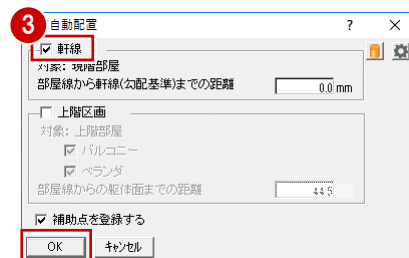 3
自動配置
?
×
軒線
対象: 現階部屋
部屋線から軒線(勾配基準)までの距離 0.0 mm
上階区画
対象: 上階部屋
バルコニー
ベランダ
部屋線からの躯体面までの距離 44.5
補助点を登録する
OK キャンセル